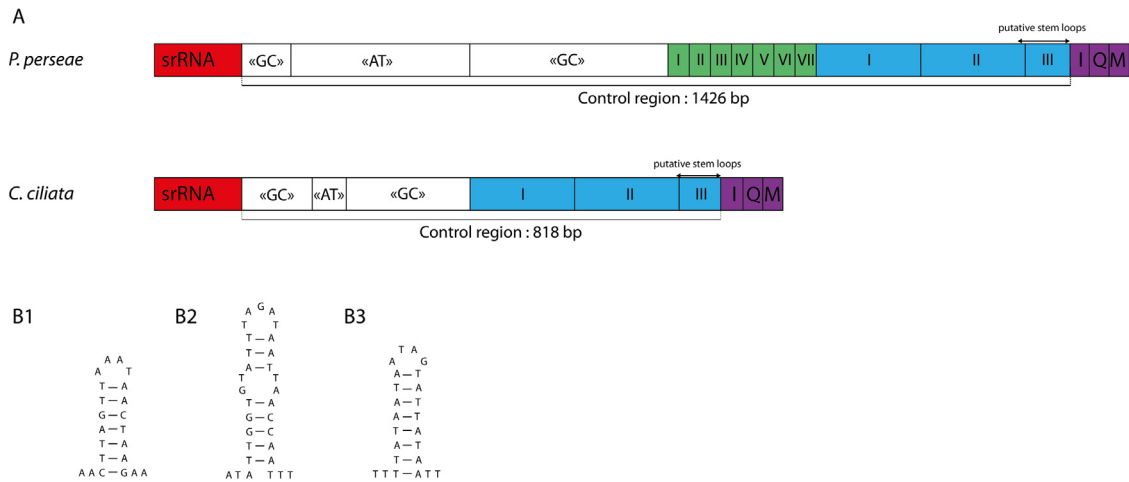 A
putative stem loops
P. perseae
srRNA «GC» «AT» «GC» I II III IV V VI VII I II III I Q M
Control region : 1426 bp
putative stem loops
C. ciliata
srRNA «GC» «AT» «GC» I II III I Q M
Control region : 818 bp
B1
A A
A T
T – A
T – A
G – C
A – T
T – A
T – A
A A C – G A A
B2
G
A A
T T
T – A
T – A
A – T
T T
G A
T – A
G – C
G – C
T – A
T – A
A T A T T T
B3
T A
A G
A – T
T – A
A – T
A – T
T – A
A – T
T – A
T T T – A T T